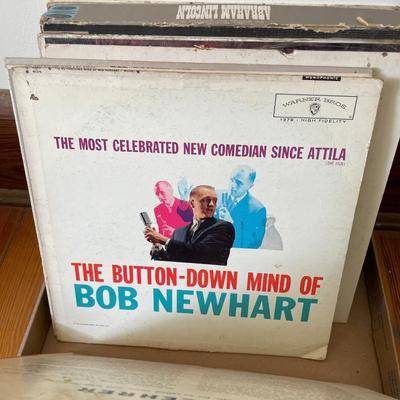 ABRAHAM LINCOLN
MONOPHONIC
WARNER BROS.
1379 · HIGH FIDELITY
THE MOST CELEBRATED NEW COMEDIAN SINCE ATTILA
(THE HUN)
THE BUTTON-DOWN MIND OF
BOB NEWHART
EHRER